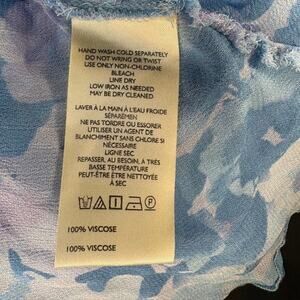 HAND WASH COLD SEPARATELY
DO NOT WRING OR TWIST
USE ONLY NON-CHLORINE
BLEACH
LINE DRY
LOW IRON AS NEEDED
MAY BE DRY CLEANED
LAVER À LA MAIN À L'EAU FROIDE
SÉPARÉMEN
NE PAS TORDRE OU ESSORER
UTILISER UN AGENT DE
BLANCHIMENT SANS CHLORE SI
NÉCESSAIRE
LIGNE SEC
REPASSER, AU BESOIN, À TRÈS
BASSE TEMPÉRATURE
PEUT-ÊTRE ÊTRE NETTOYÉE
À SEC
100% VISCOSE
100% VISCOSE